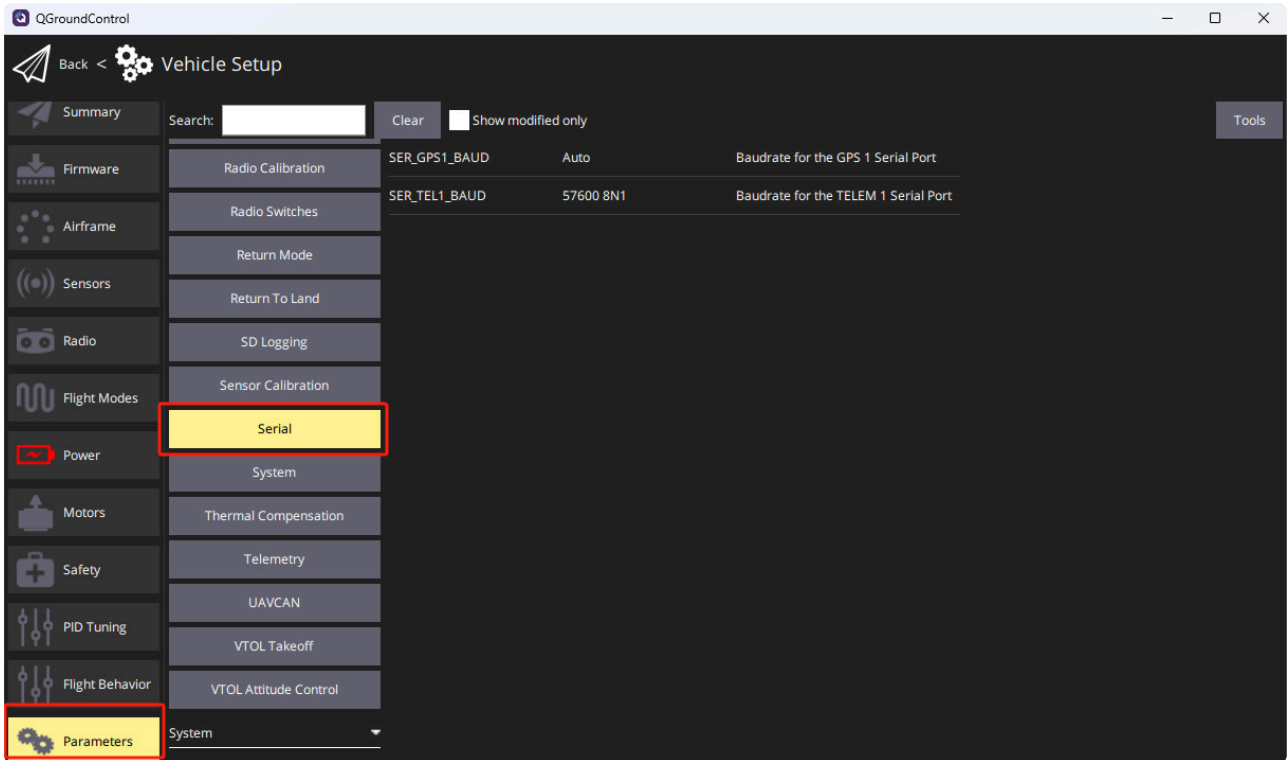 QGroundControl
Back < Vehicle Setup
Summary
Firmware
Airframe
Sensors
Radio
Flight Modes
Power
Motors
Safety
PID Tuning
Flight Behavior
Parameters
Search:
Clear
Show modified only
Tools
Radio Calibration
Radio Switches
Return Mode
Return To Land
SD Logging
Sensor Calibration
Serial
System
Thermal Compensation
Telemetry
UAVCAN
VTOL Takeoff
VTOL Attitude Control
System
SER_GPS1_BAUD Auto Baudrate for the GPS 1 Serial Port
SER_TEL1_BAUD 57600 8N1 Baudrate for the TELEM 1 Serial Port